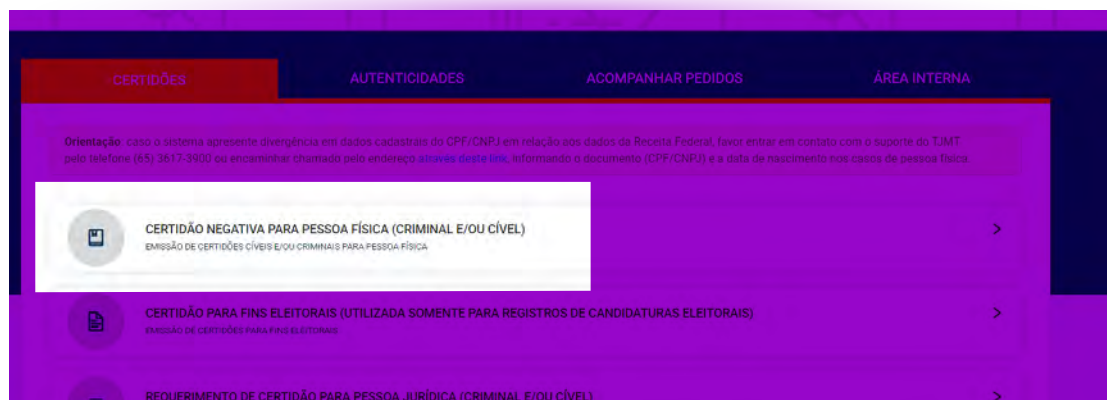 CERTIDÕES
AUTENTICIDADES
ACOMPANHAR PEDIDOS
ÁREA INTERNA
Orientação: caso o sistema apresente divergência em dados cadastrais do CPF/CNPJ em relação aos dados da Receita Federal, favor entrar em contato com o suporte do TJMT
pelo telefone (65) 3617-3900 ou encaminhar chamado pelo endereço através deste link, informando o documento (CPF/CNPJ) e a data de nascimento nos casos de pessoa física.
CERTIDÃO NEGATIVA PARA PESSOA FÍSICA (CRIMINAL E/OU CÍVEL)
EMISSÃO DE CERTIDÕES CÍVEIS E/OU CRIMINAIS PARA PESSOA FÍSICA
CERTIDÃO PARA FINS ELEITORAIS (UTILIZADA SOMENTE PARA REGISTROS DE CANDIDATURAS ELEITORAIS)
EMISSÃO DE CERTIDÕES PARA FINS ELEITORAIS
REQUERIMENTO DE CERTIDÃO PARA PESSOA JURÍDICA (CRIMINAL E/OU CÍVEL)